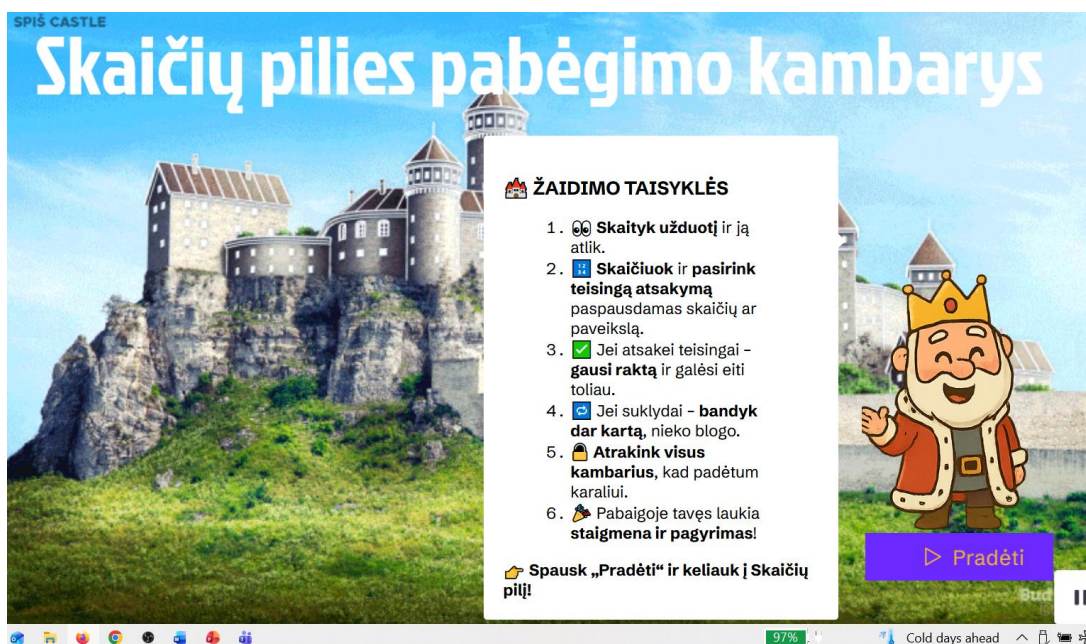 SPIŠ CASTLE
Skaičių pilies pabėgimo kambarys
ŽAIDIMO TAISYKLĖS
1. Skaityk užduotį ir ją
atlik.
2. Skaičiuok ir pasirink
teisingą atsakymą
paspausdamas skaičių ar
paveikslą.
3. Jei atsakei teisingai –
gausi raktą ir galėsi eiti
toliau.
4. Jei suklydai – bandyk
dar kartą, nieko blogo.
5. Atrakink visus
kambarius, kad padėtum
karaliui.
6. Pabaigoje tavęs laukia
staigmena ir pagyrimas!
Spausk „Pradėti“ ir keliauk į Skaičių
pilį!
Pradėti
97%
Cold days ahead